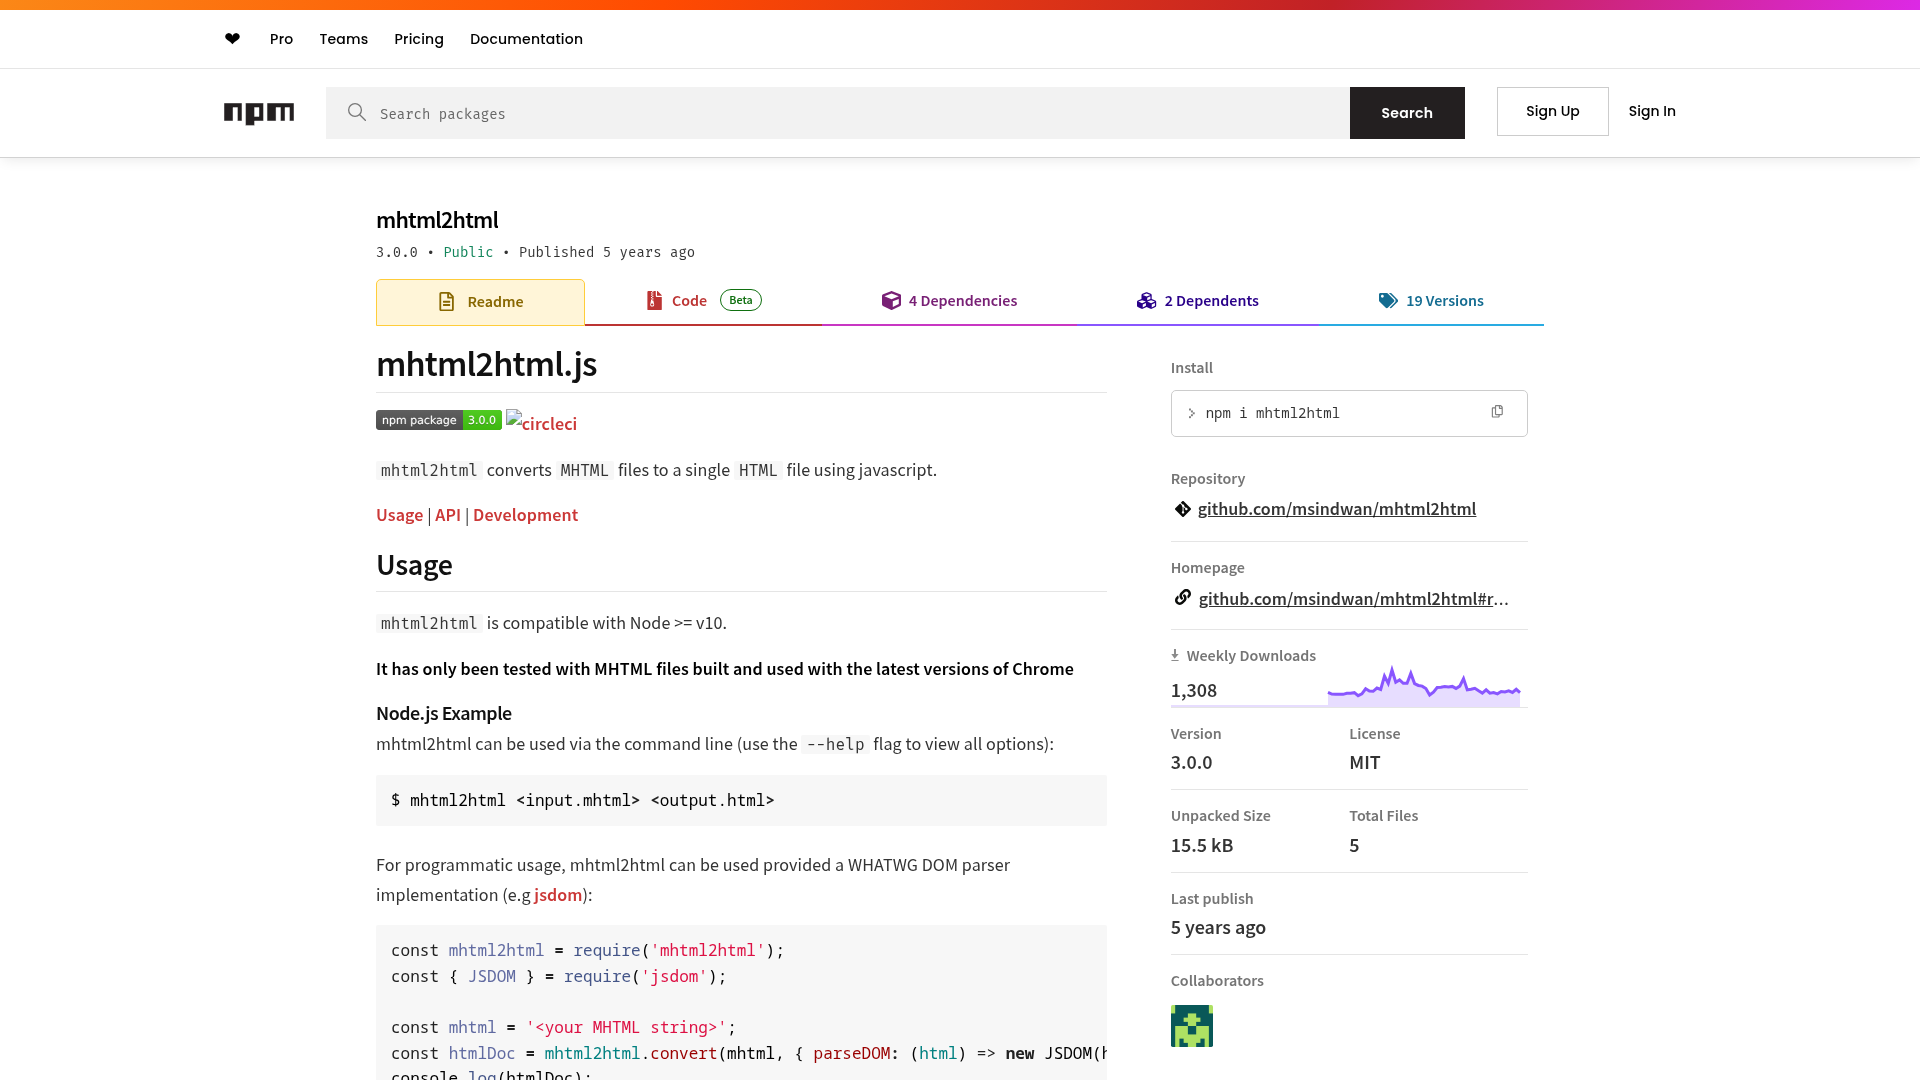 ❤ Pro Teams Pricing Documentation
npm Search packages Search Sign Up Sign In
mhtml2html
3.0.0 • Public • Published 5 years ago
Readme Code Beta 4 Dependencies 2 Dependents 19 Versions
mhtml2html.js
npm package 3.0.0 circleci
mhtml2html converts MHTML files to a single HTML file using javascript.
Usage | API | Development
Usage
mhtml2html is compatible with Node >= v10.
It has only been tested with MHTML files built and used with the latest versions of Chrome
Node.js Example
mhtml2html can be used via the command line (use the --help flag to view all options):
$ mhtml2html <input.mhtml> <output.html>
For programmatic usage, mhtml2html can be used provided a WHATWG DOM parser
implementation (e.g jsdom):
const mhtml2html = require('mhtml2html');
const { JSDOM } = require('jsdom');
const mhtml = '<your MHTML string>';
const htmlDoc = mhtml2html.convert(mhtml, { parseDOM: (html) => new JSDOM(h
console.log(htmlDoc);
Install
> npm i mhtml2html
Repository
github.com/msindwan/mhtml2html
Homepage
github.com/msindwan/mhtml2html#r...
Weekly Downloads
1,308
Version License
3.0.0 MIT
Unpacked Size Total Files
15.5 kB 5
Last publish
5 years ago
Collaborators